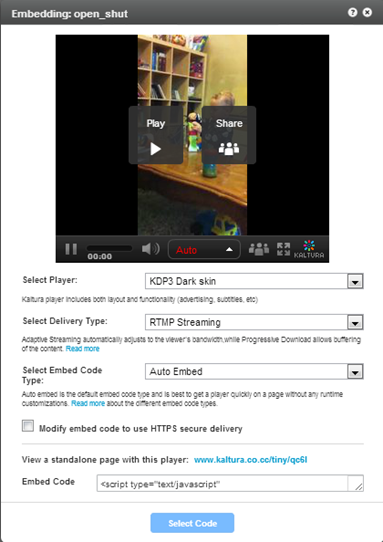 Embedding: open_shut
Play
Share
00:00
Auto
KALTURA
Select Player:
KDP3 Dark skin
Kaltura player includes both layout and functionality (advertising, subtitles, etc)
Select Delivery Type:
RTMP Streaming
Adaptive Streaming automatically adjusts to the viewer's bandwidth,while Progressive Download allows buffering
of the content. Read more
Select Embed Code
Type:
Auto Embed
Auto embed is the default embed code type and is best to get a player quickly on a page without any runtime
customizations. Read more about the different embed code types.
Modify embed code to use HTTPS secure delivery
View a standalone page with this player: www.kaltura.co.cc/tiny/qc6l
Embed Code
<script type="text/javascript"
Select Code